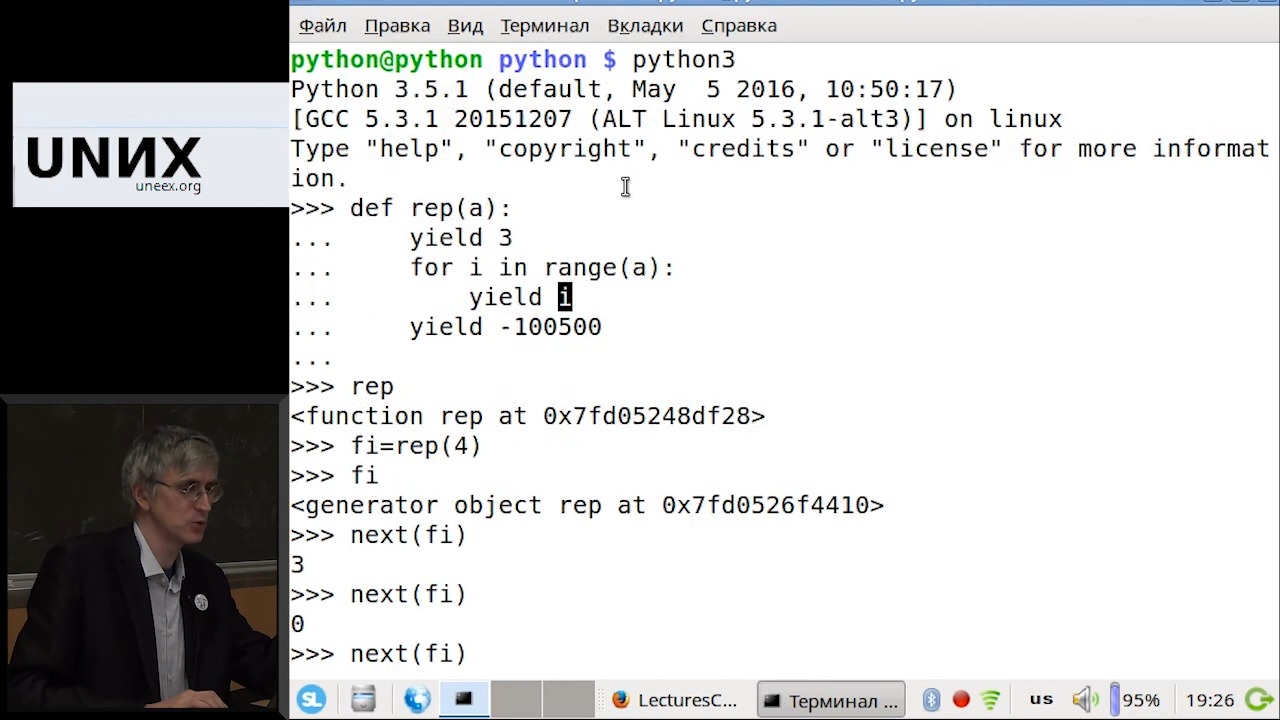 Файл Правка Вид Терминал Вкладки Справка
python@python python $ python3
Python 3.5.1 (default, May  5 2016, 10:50:17)
[GCC 5.3.1 20151207 (ALT Linux 5.3.1-alt3)] on linux
Type "help", "copyright", "credits" or "license" for more informat
ion.
>>> def rep(a):
...     yield 3
...     for i in range(a):
...         yield i
...     yield -100500
...
>>> rep
<function rep at 0x7fd05248df28>
>>> fi=rep(4)
>>> fi
<generator object rep at 0x7fd0526f4410>
>>> next(fi)
3
>>> next(fi)
0
>>> next(fi)
UNИX
uneex.org
LecturesC...
Терминал ...
us
95%
19:26